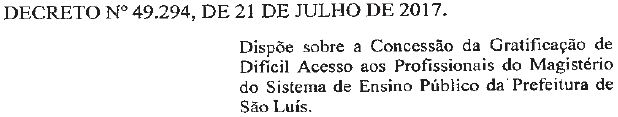 DECRETO Nº 49.294, DE 21 DE JULHO DE 2017.
Dispõe sobre a Concessão da Gratificação de
Difícil Acesso aos Profissionais do Magistério
do Sistema de Ensino Público da Prefeitura de
São Luís.